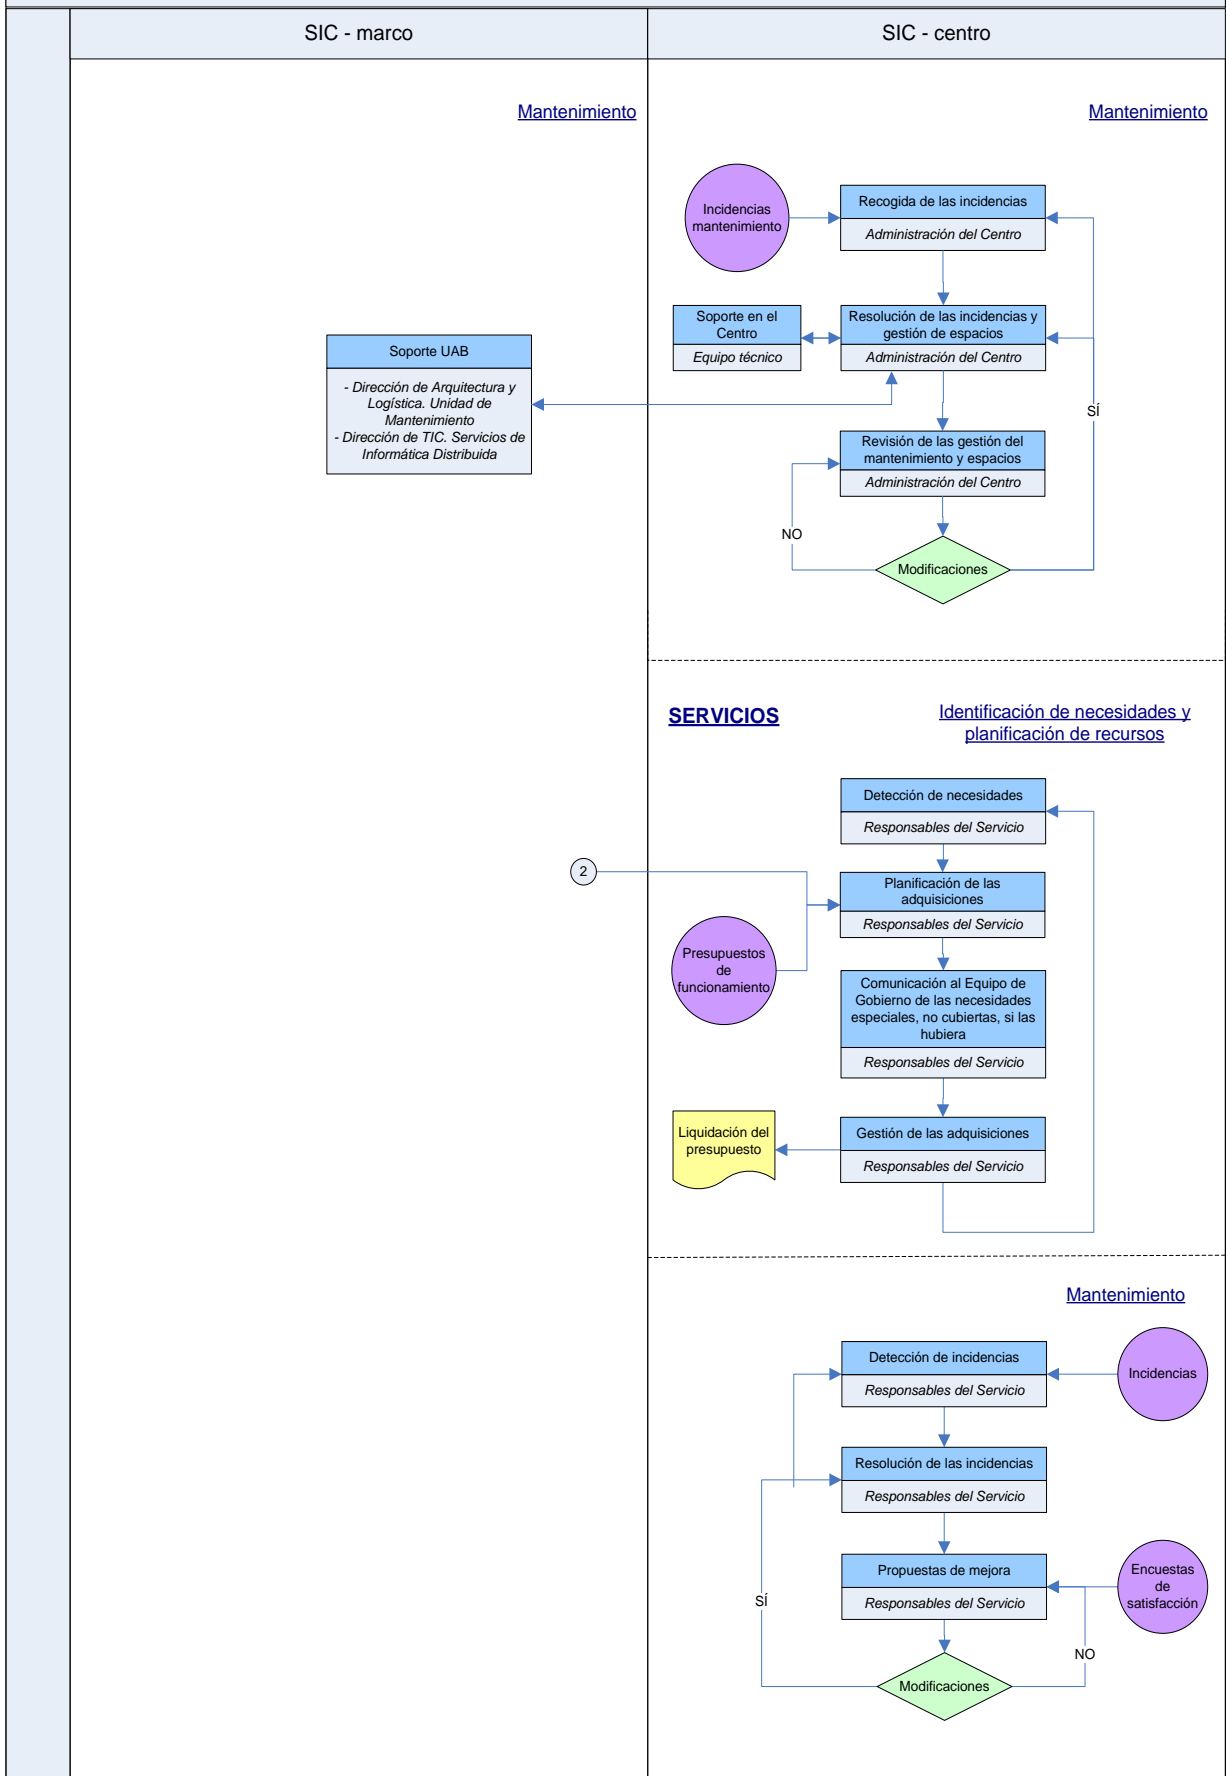 SIC - marco
SIC - centro
Mantenimiento
Mantenimiento
Incidencias
mantenimiento
Recogida de las incidencias
Administración del Centro
Soporte en el
Centro
Equipo técnico
Resolución de las incidencias y
gestión de espacios
Administración del Centro
Soporte UAB
- Dirección de Arquitectura y
Logística. Unidad de
Mantenimiento
- Dirección de TIC. Servicios de
Informática Distribuida
SÍ
Revisión de las gestión del
mantenimiento y espacios
Administración del Centro
NO
Modificaciones
SERVICIOS
Identificación de necesidades y
planificación de recursos
Detección de necesidades
Responsables del Servicio
2
Planificación de las
adquisiciones
Responsables del Servicio
Presupuestos
de
funcionamiento
Comunicación al Equipo de
Gobierno de las necesidades
especiales, no cubiertas, si las
hubiera
Responsables del Servicio
Liquidación del
presupuesto
Gestión de las adquisiciones
Responsables del Servicio
Mantenimiento
Detección de incidencias
Responsables del Servicio
Incidencias
Resolución de las incidencias
Responsables del Servicio
Propuestas de mejora
Responsables del Servicio
Encuestas
de
satisfacción
SÍ
NO
Modificaciones